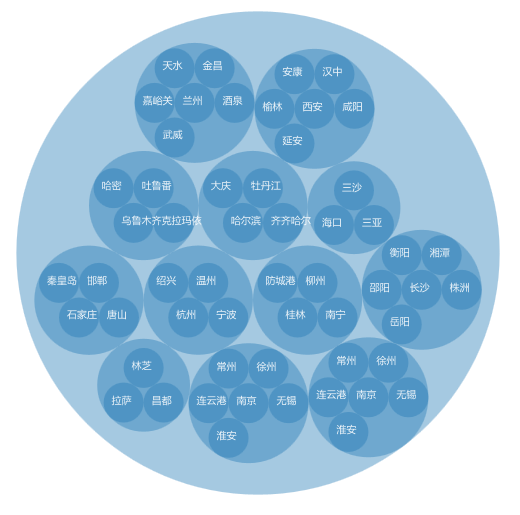 天水 金昌
嘉峪关 兰州 酒泉
武威
安康 汉中
榆林 西安 咸阳
延安
哈密 吐鲁番
乌鲁木齐 克拉玛依
大庆 牡丹江
哈尔滨 齐齐哈尔
三沙
海口 三亚
秦皇岛 邯郸
石家庄 唐山
绍兴 温州
杭州 宁波
防城港 柳州
桂林 南宁
衡阳 湘潭
邵阳 长沙 株洲
岳阳
林芝
拉萨 昌都
常州 徐州
连云港 南京 无锡
淮安
常州 徐州
连云港 南京 无锡
淮安